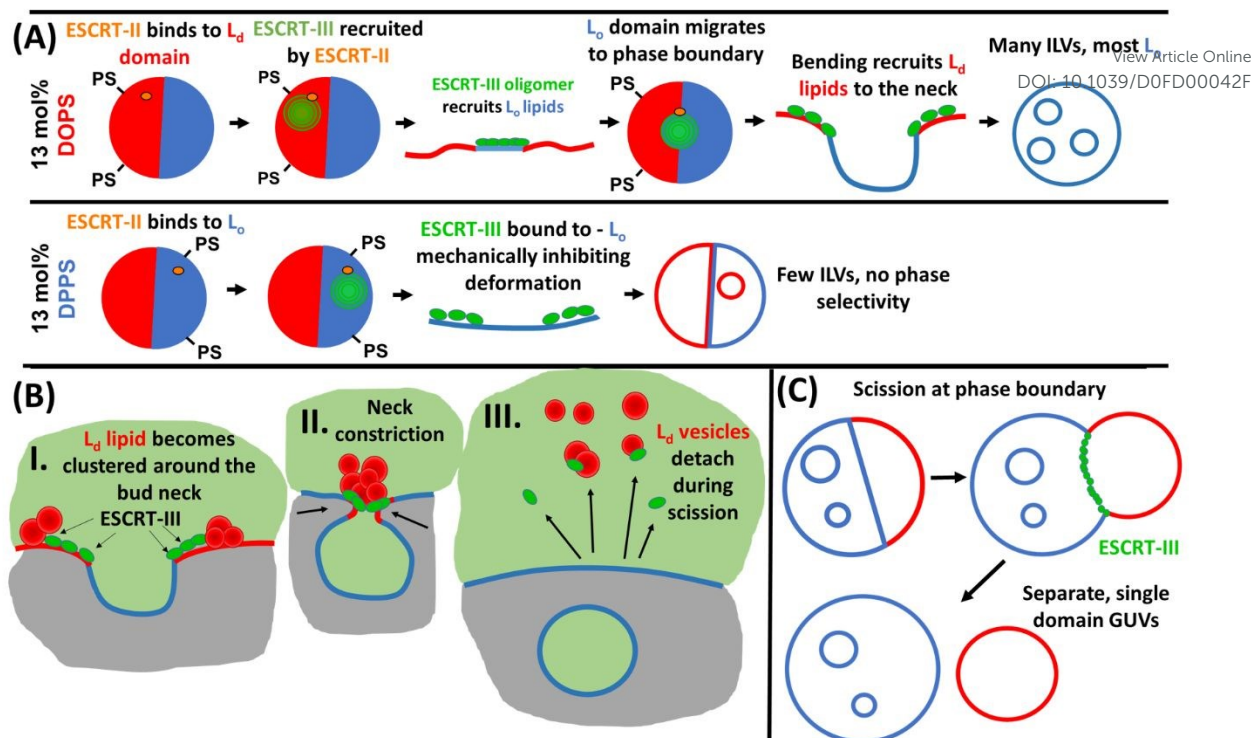 (A)
13 mol%
DOPS
ESCRT-II binds to Ld
domain
PS
PS
ESCRT-III recruited
by ESCRT-II
PS
PS
ESCRT-III oligomer
recruits Lo lipids
Lo domain migrates
to phase boundary
PS
PS
Bending recruits Ld
lipids to the neck
Many ILVs, most Lo
View Article Online
DOI: 10.1039/D0FD00042F
13 mol%
DPPS
ESCRT-II binds to Lo
PS
PS
PS
PS
ESCRT-III bound to - Lo
mechanically inhibiting
deformation
Few ILVs, no phase
selectivity
(B)
I.
Ld lipid becomes
clustered around the
bud neck
ESCRT-III
II.
Neck
constriction
III.
Ld vesicles
detach
during
scission
(C)
Scission at phase boundary
ESCRT-III
Separate, single
domain GUVs